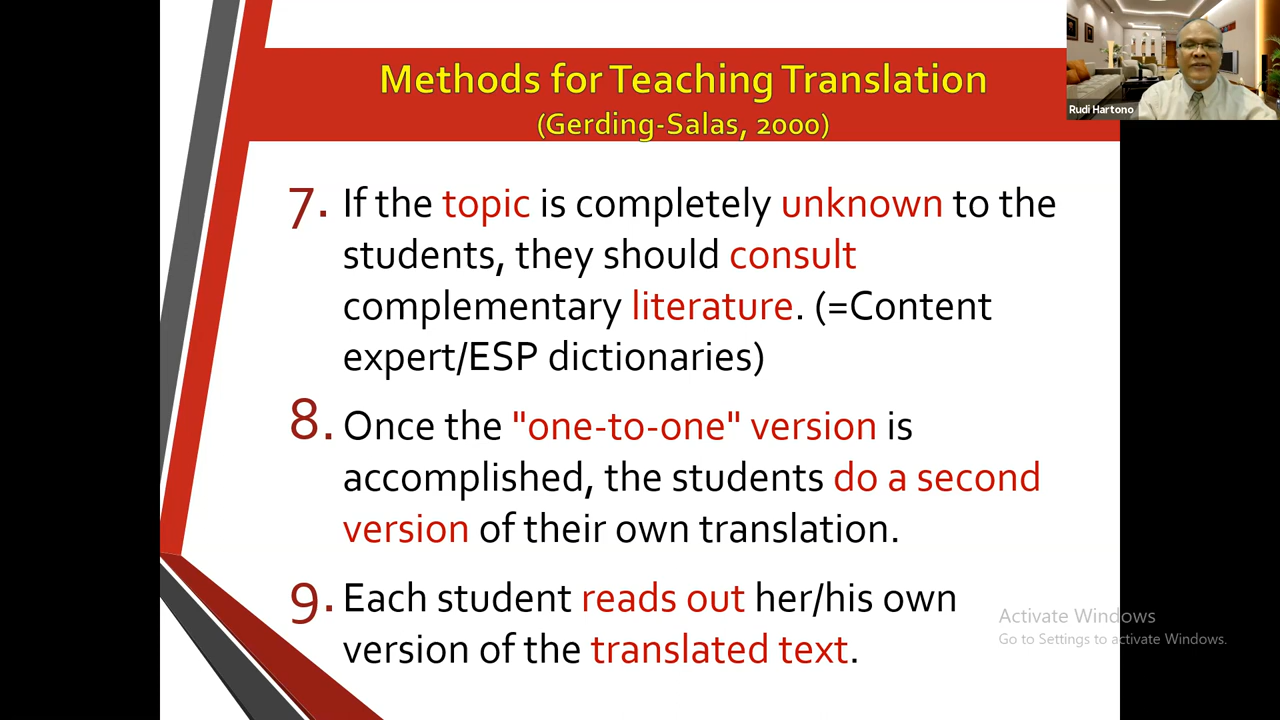 Methods for Teaching Translation
(Gerding-Salas, 2000)
Rudi Hartono
7. If the topic is completely unknown to the
students, they should consult
complementary literature. (=Content
expert/ESP dictionaries)
8. Once the "one-to-one" version is
accomplished, the students do a second
version of their own translation.
9. Each student reads out her/his own
version of the translated text.
Activate Windows
Go to Settings to activate Windows.